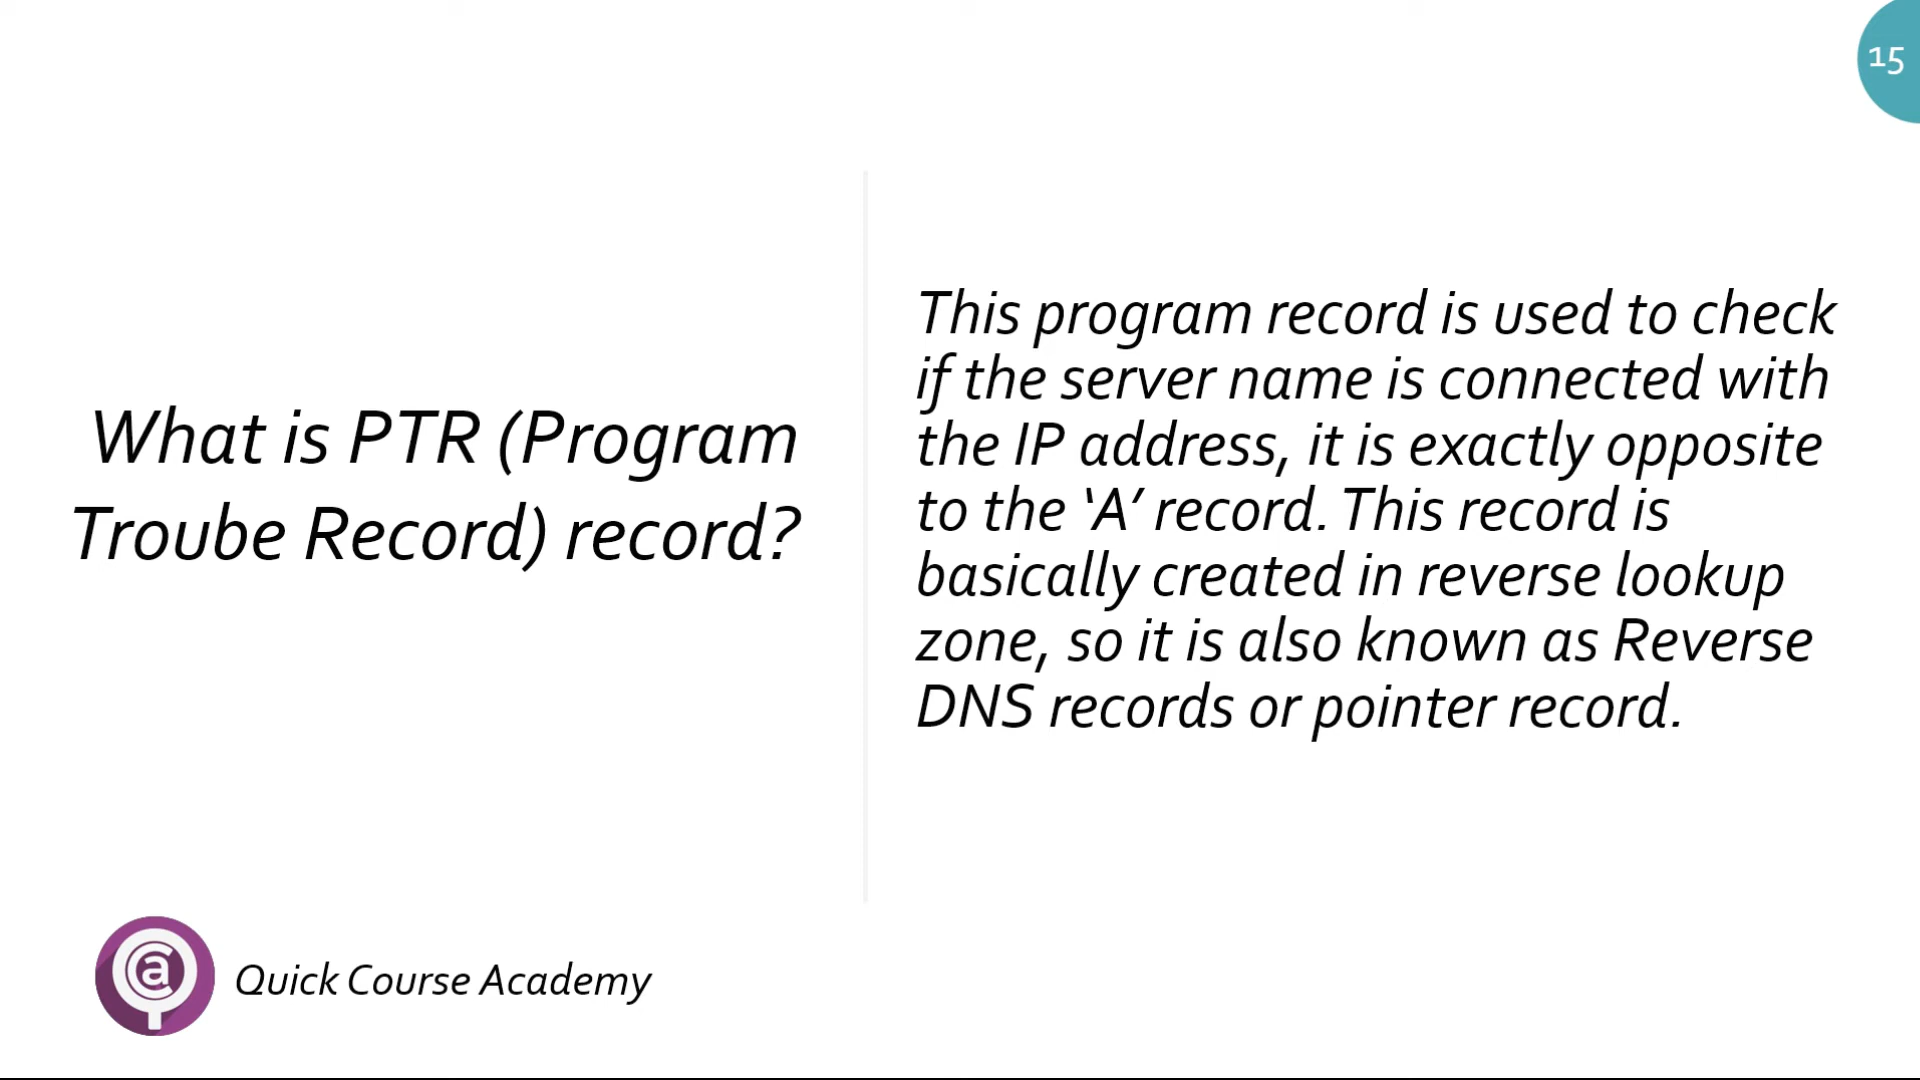 15
What is PTR (Program
Troube Record) record?
This program record is used to check
if the server name is connected with
the IP address, it is exactly opposite
to the ‘A’ record. This record is
basically created in reverse lookup
zone, so it is also known as Reverse
DNS records or pointer record.
a
Quick Course Academy